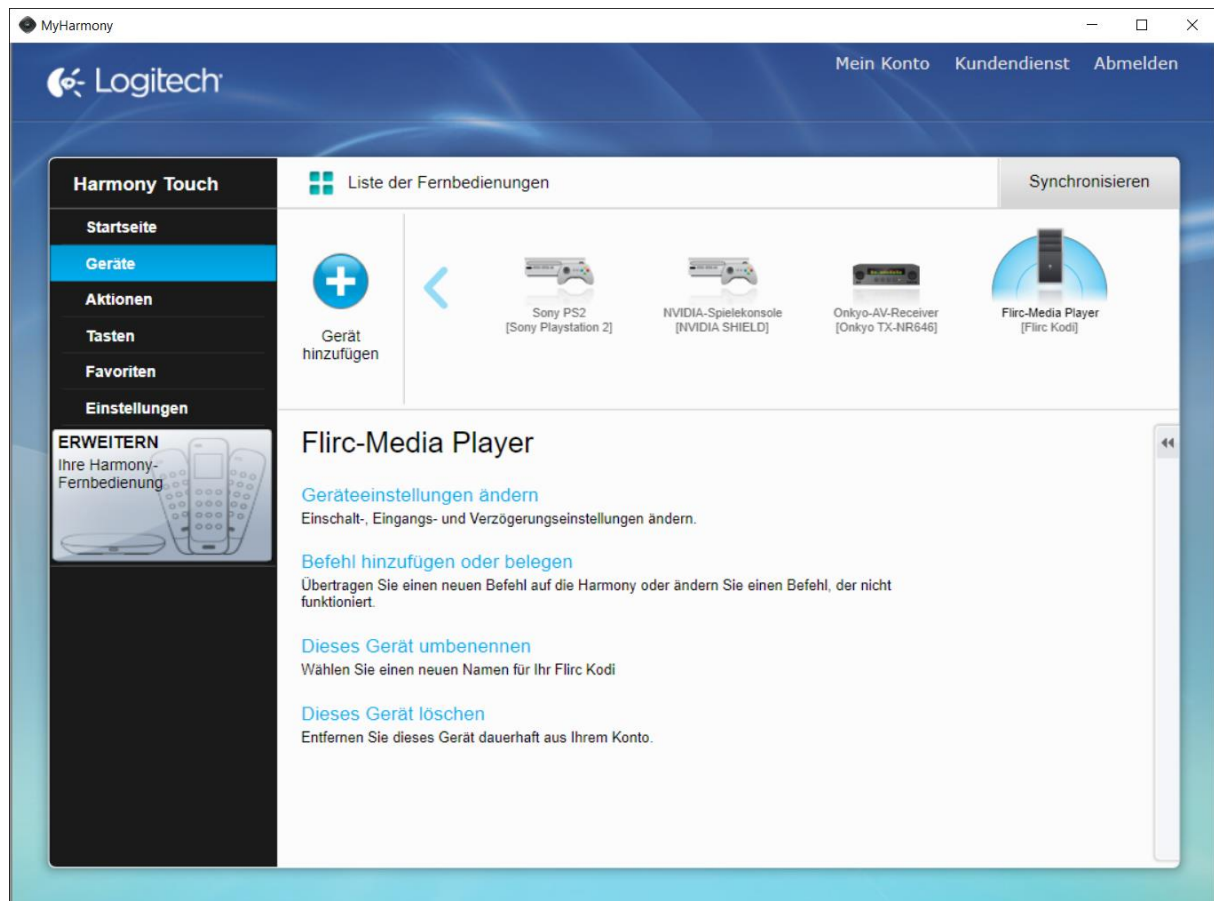 MyHarmony
Logitech
Mein Konto Kundendienst Abmelden
Harmony Touch
Liste der Fernbedienungen
Synchronisieren
Startseite
Geräte
Aktionen
Tasten
Favoriten
Einstellungen
ERWEITERN
Ihre Harmony-
Fernbedienung
Gerät
hinzufügen
Sony PS2
[Sony Playstation 2]
NVIDIA-Spielekonsole
[NVIDIA SHIELD]
Onkyo-AV-Receiver
[Onkyo TX-NR646]
Flirc-Media Player
[Flirc Kodi]
Flirc-Media Player
Geräteeinstellungen ändern
Einschalt-, Eingangs- und Verzögerungseinstellungen ändern.
Befehl hinzufügen oder belegen
Übertragen Sie einen neuen Befehl auf die Harmony oder ändern Sie einen Befehl, der nicht
funktioniert.
Dieses Gerät umbenennen
Wählen Sie einen neuen Namen für Ihr Flirc Kodi
Dieses Gerät löschen
Entfernen Sie dieses Gerät dauerhaft aus Ihrem Konto.